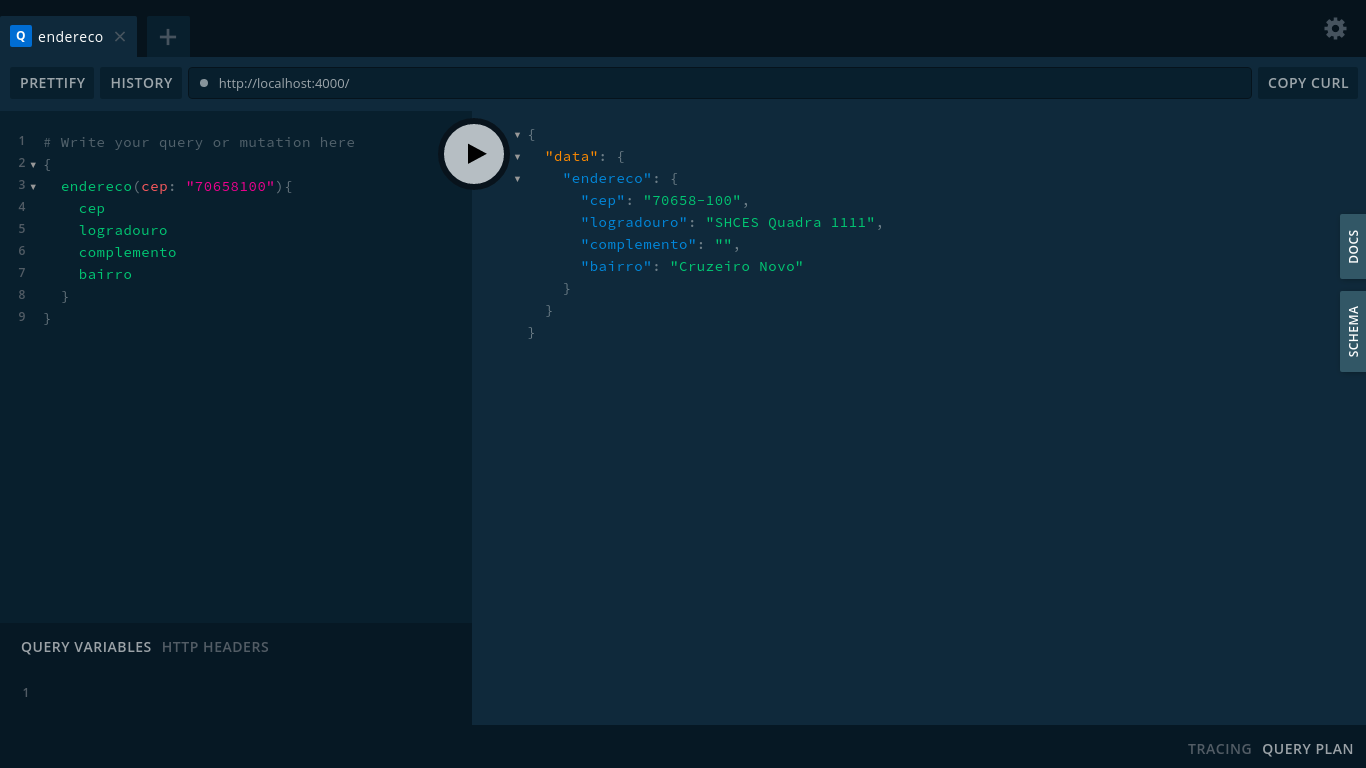 Q endereco
PRETTIFY HISTORY http://localhost:4000/ COPY CURL
1 # Write your query or mutation here
2 {
3 endereco(cep: "70658100"){
4 cep
5 logradouro
6 complemento
7 bairro
8 }
9 }
{
"data": {
"endereco": {
"cep": "70658-100",
"logradouro": "SHCES Quadra 1111",
"complemento": "",
"bairro": "Cruzeiro Novo"
}
}
}
DOCS
SCHEMA
QUERY VARIABLES HTTP HEADERS
1
TRACING QUERY PLAN